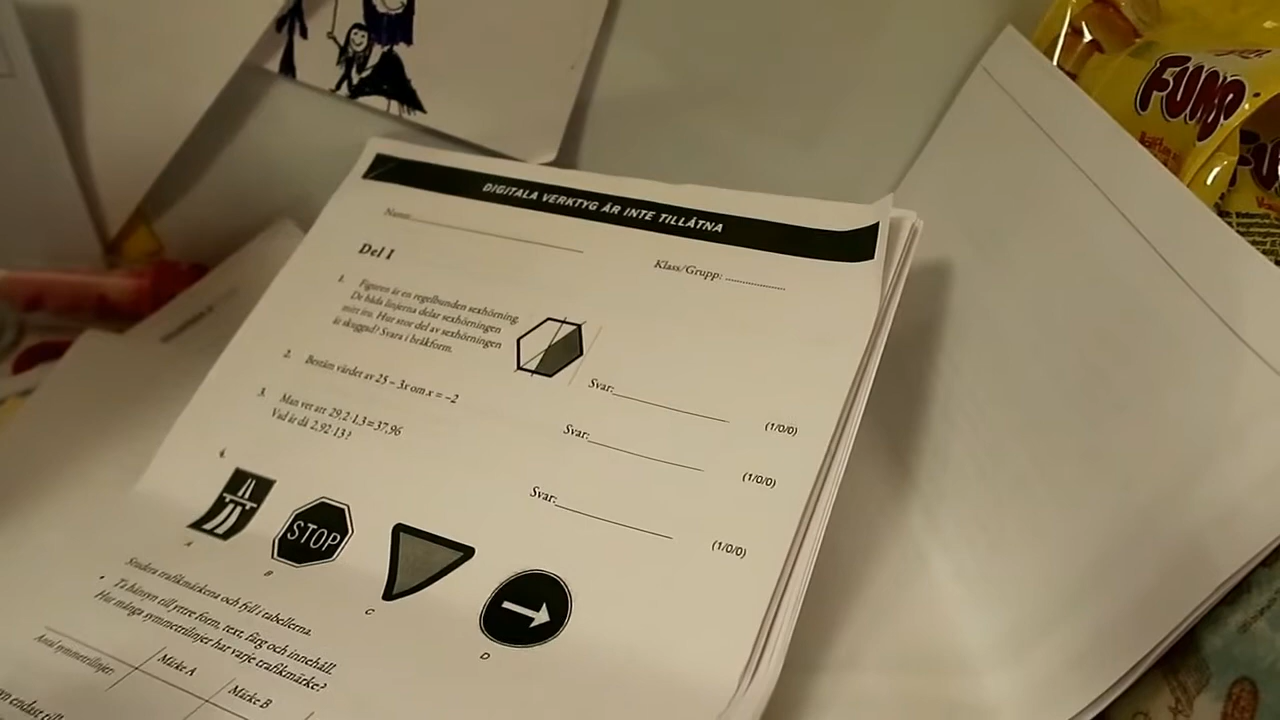 DIGITALA VERKTYG ÄR INTE TILLÅTNA
Namn:
Klass/Grupp:
Del I
1. Figuren är en regelbunden sexhörning.
De båda linjerna delar sexhörningen
mitt itu. Hur stor del av sexhörningen
är skuggad? Svara i bråkform.
Svar:
(1/0/0)
2. Bestäm värdet av 25 – 3x om x = –2
Svar:
(1/0/0)
3. Man vet att 29,2·1,3 = 37,96
Vad är då 2,92·13?
Svar:
(1/0/0)
4.
STOP
A
B
C
D
Studera trafikmärkena och fyll i tabellerna.
• Ta hänsyn till yttre form, text, färg och innehåll.
Hur många symmetrilinjer har varje trafikmärke?
Märke A
Märke B
Antal symmetrilinjer:
endast till
FUMS